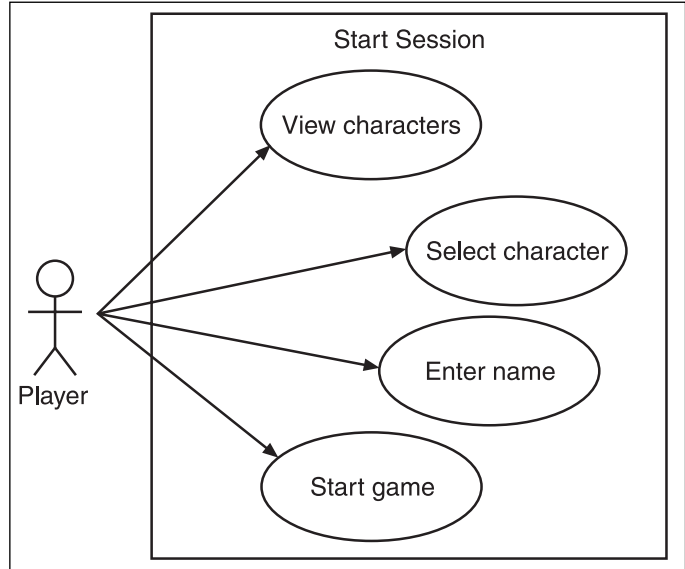 Start Session
View characters
Select character
Enter name
Start game
Player